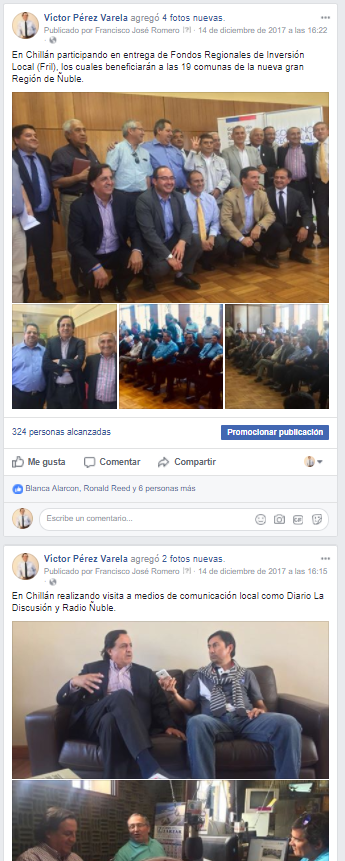 Víctor Pérez Varela agregó 4 fotos nuevas.
Publicado por Francisco José Romero [?] · 14 de diciembre de 2017 a las 16:22
En Chillán participando en entrega de Fondos Regionales de Inversión
Local (Fril), los cuales beneficiarán a las 19 comunas de la nueva gran
Región de Ñuble.
324 personas alcanzadas
Promocionar publicación
Me gusta Comentar Compartir
Blanca Alarcon, Ronald Reed y 6 personas más
Escribe un comentario...
Víctor Pérez Varela agregó 2 fotos nuevas.
Publicado por Francisco José Romero [?] · 14 de diciembre de 2017 a las 16:15
En Chillán realizando visita a medios de comunicación local como Diario La
Discusión y Radio Ñuble.